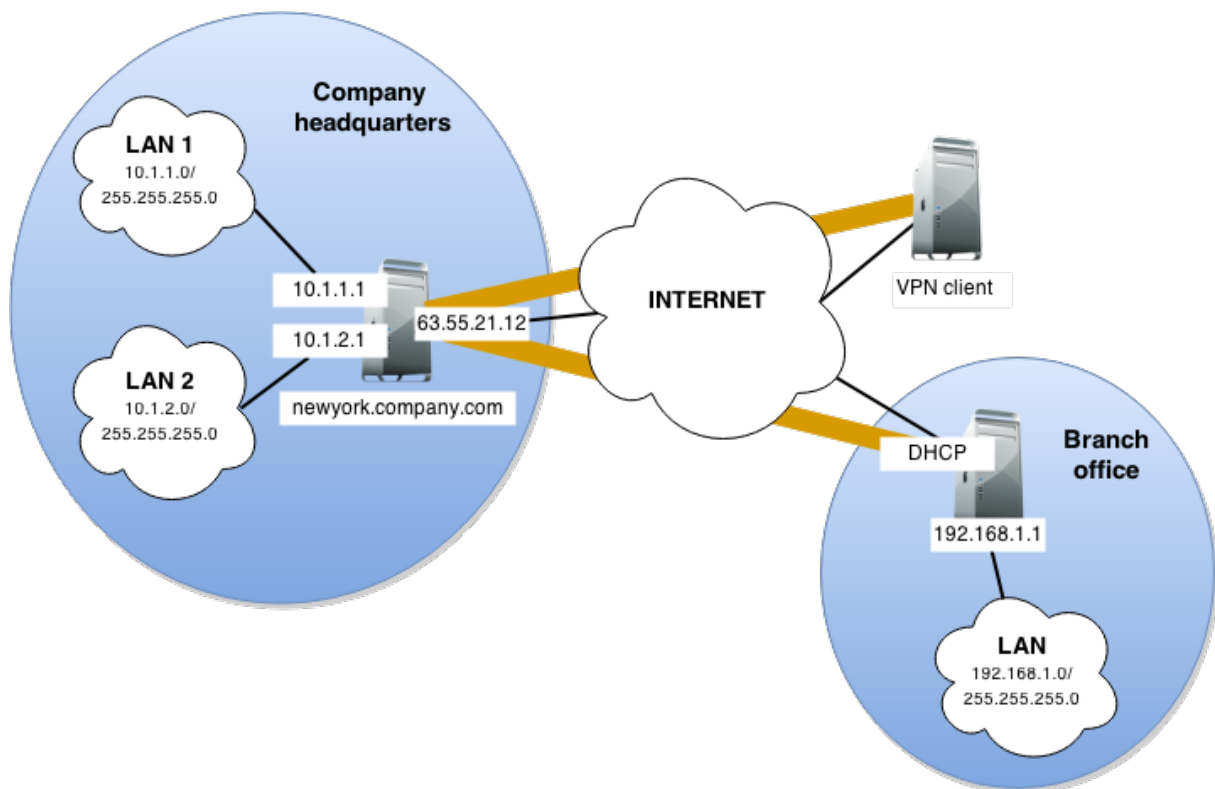 Company
headquarters
LAN 1
10.1.1.0/
255.255.255.0
10.1.1.1
10.1.2.1
63.55.21.12
LAN 2
10.1.2.0/
255.255.255.0
newyork.company.com
INTERNET
VPN client
DHCP
Branch
office
192.168.1.1
LAN
192.168.1.0/
255.255.255.0